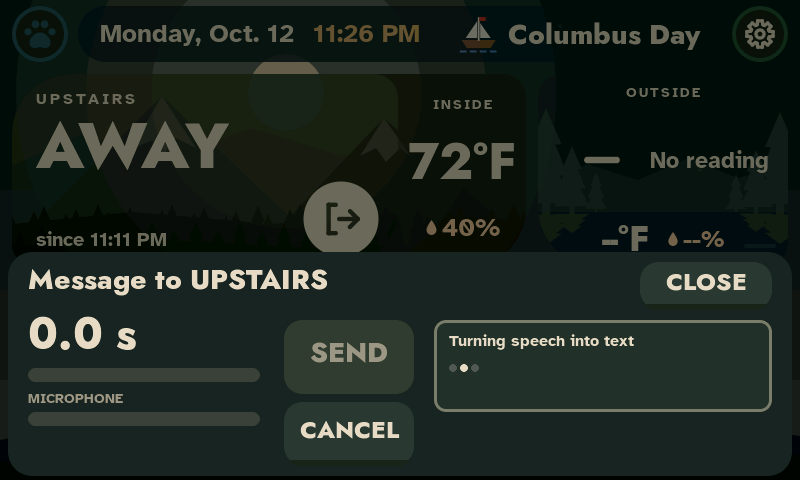 Monday, Oct. 12 11:26 PM Columbus Day
UPSTAIRS
AWAY
since 11:11 PM
INSIDE
72°F
40%
OUTSIDE
No reading
–°F --%
Message to UPSTAIRS
CLOSE
0.0 s
MICROPHONE
SEND
CANCEL
Turning speech into text